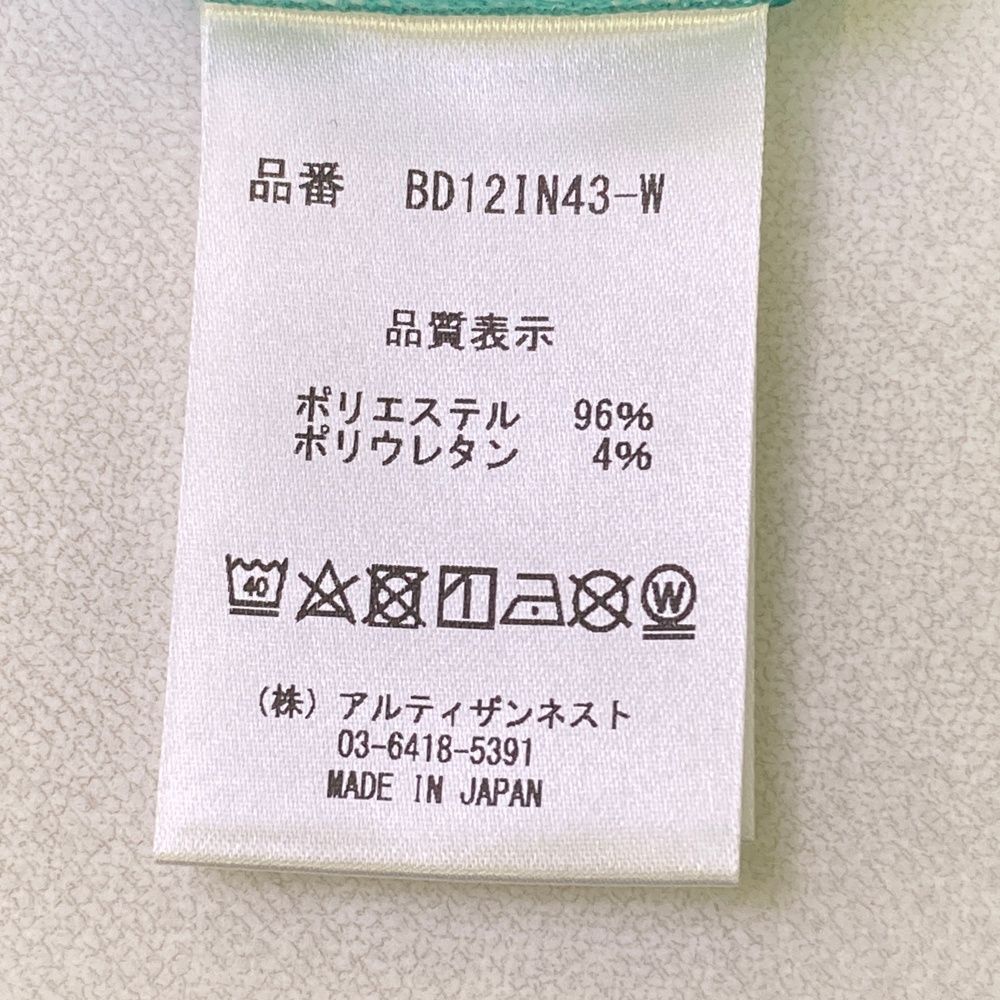 品番 BD12IN43-W
品質表示
ポリエステル 96%
ポリウレタン 4%
40 W
(株)アルティザンネスト
03-6418-5391
MADE IN JAPAN